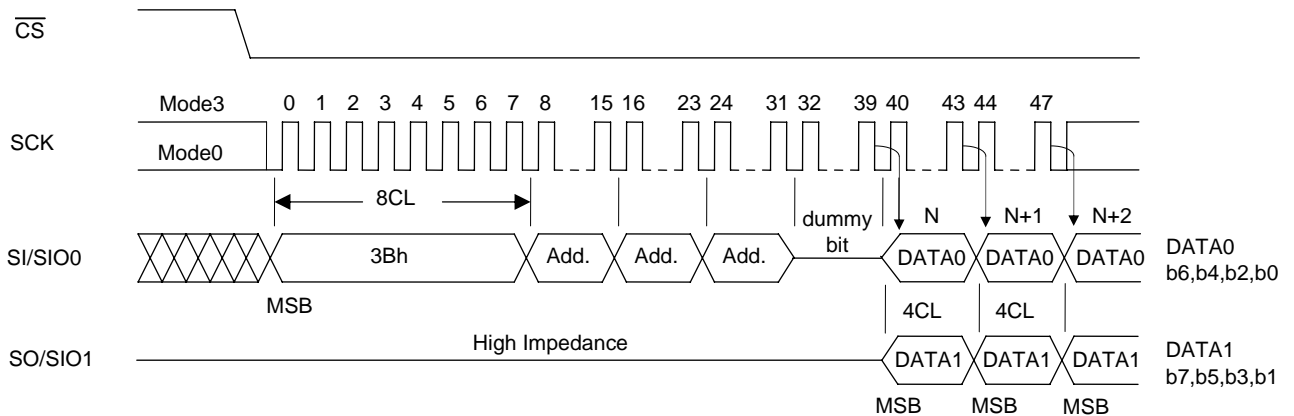 CS
Mode3 0 1 2 3 4 5 6 7 8 15 16 23 24 31 32 39 40 43 44 47
SCK
Mode0
8CL
dummy
bit
N N+1 N+2
SI/SIO0 3Bh Add. Add. Add. DATA0 DATA0 DATA0
DATA0
b6,b4,b2,b0
MSB
4CL 4CL
High Impedance
SO/SIO1 DATA1 DATA1 DATA1
DATA1
b7,b5,b3,b1
MSB MSB MSB